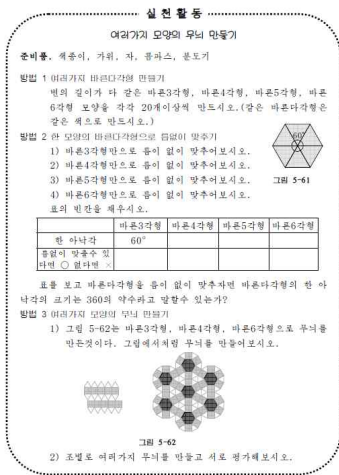 실천활동
여러가지 모양의 무늬 만들기
준비품. 색종이, 가위, 자, 콤파스, 분도기
방법 1 여러가지 바른다각형 만들기
변의 길이가 다 같은 바른3각형, 바른4각형, 바른5각형, 바른
6각형 모양을 각각 20개이상씩 만드시오.(같은 바른다각형은
같은 색으로 만드시오.)
방법 2 한 모양의 바른다각형으로 틈없이 맞추기
1) 바른3각형만으로 틈이 없이 맞추어보시오.
2) 바른4각형만으로 틈이 없이 맞추어보시오.
3) 바른5각형만으로 틈이 없이 맞추어보시오.
4) 바른6각형만으로 틈이 없이 맞추어보시오.
표의 빈칸을 채우시오.
60°
그림 5-61
바른3각형 바른4각형 바른5각형 바른6각형
한 아낙각 60°
틈없이 맞출수 있
다면 ○ 없다면 ×
표를 보고 바른다각형을 틈이 없이 맞추자면 바른다각형의 한 아
낙각의 크기는 360의 약수라고 말할수 있는가?
방법 3 여러가지 모양의 무늬 만들기
1) 그림 5-62는 바른3각형, 바른4각형, 바른6각형으로 무늬를
만든것이다. 그림에서처럼 무늬를 만들어보시오.
그림 5-62
2) 조별로 여러가지 무늬를 만들고 서로 평가해보시오.